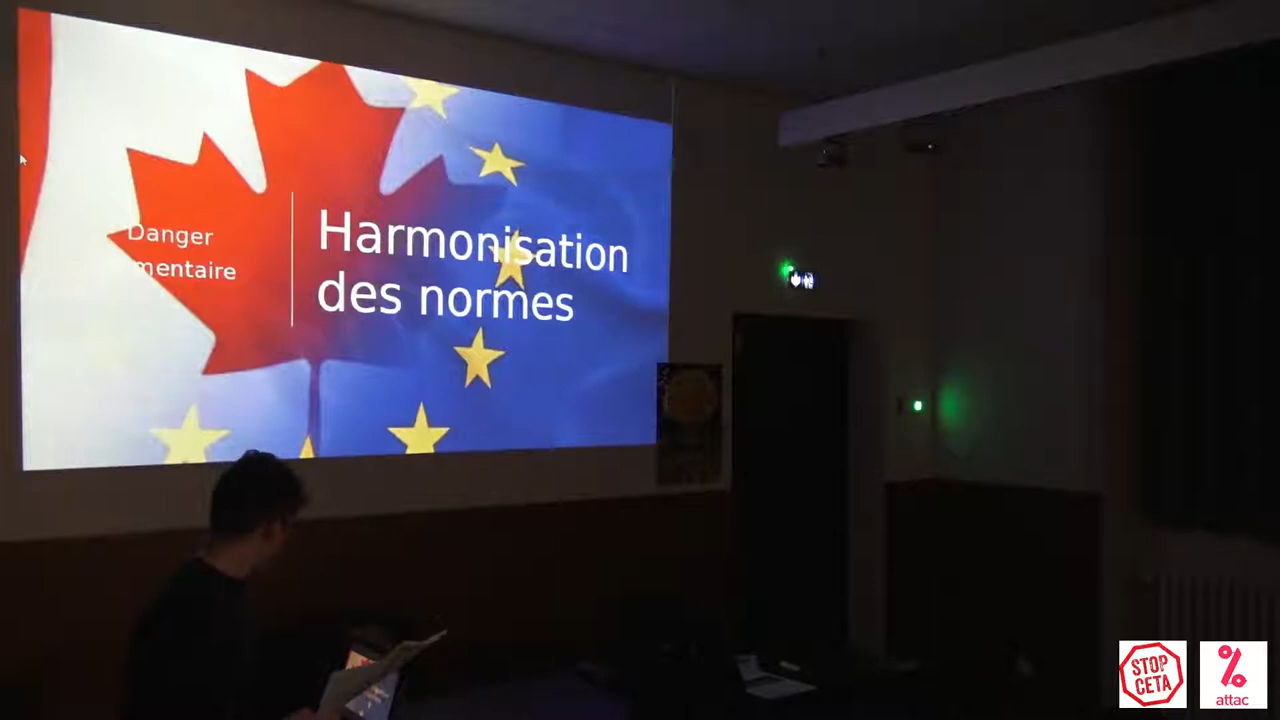 Danger
mentaire
Harmonisation
des normes
STOP
CETA
attac